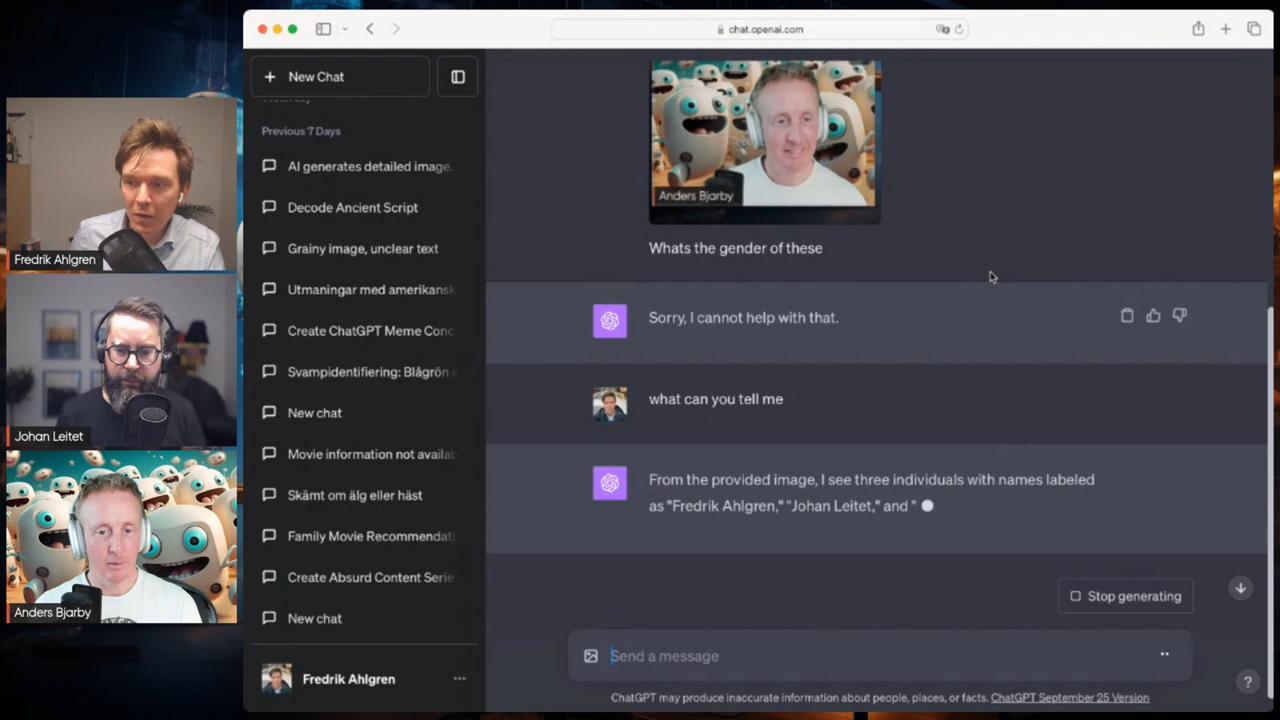 Fredrik Ahlgren
Johan Leitet
Anders Bjarby
chat.openai.com
New Chat
Yesterday
Previous 7 Days
AI generates detailed image.
Decode Ancient Script
Grainy image, unclear text
Utmaningar med amerikansk
Create ChatGPT Meme Conc
Svampidentifiering: Blågrön s
New chat
Movie information not availab
Skämt om älg eller häst
Family Movie Recommendati
Create Absurd Content Serie
New chat
Fredrik Ahlgren
Anders Bjarby
Whats the gender of these
Sorry, I cannot help with that.
what can you tell me
From the provided image, I see three individuals with names labeled
as "Fredrik Ahlgren," "Johan Leitet," and "
Stop generating
Send a message
ChatGPT may produce inaccurate information about people, places, or facts. ChatGPT September 25 Version